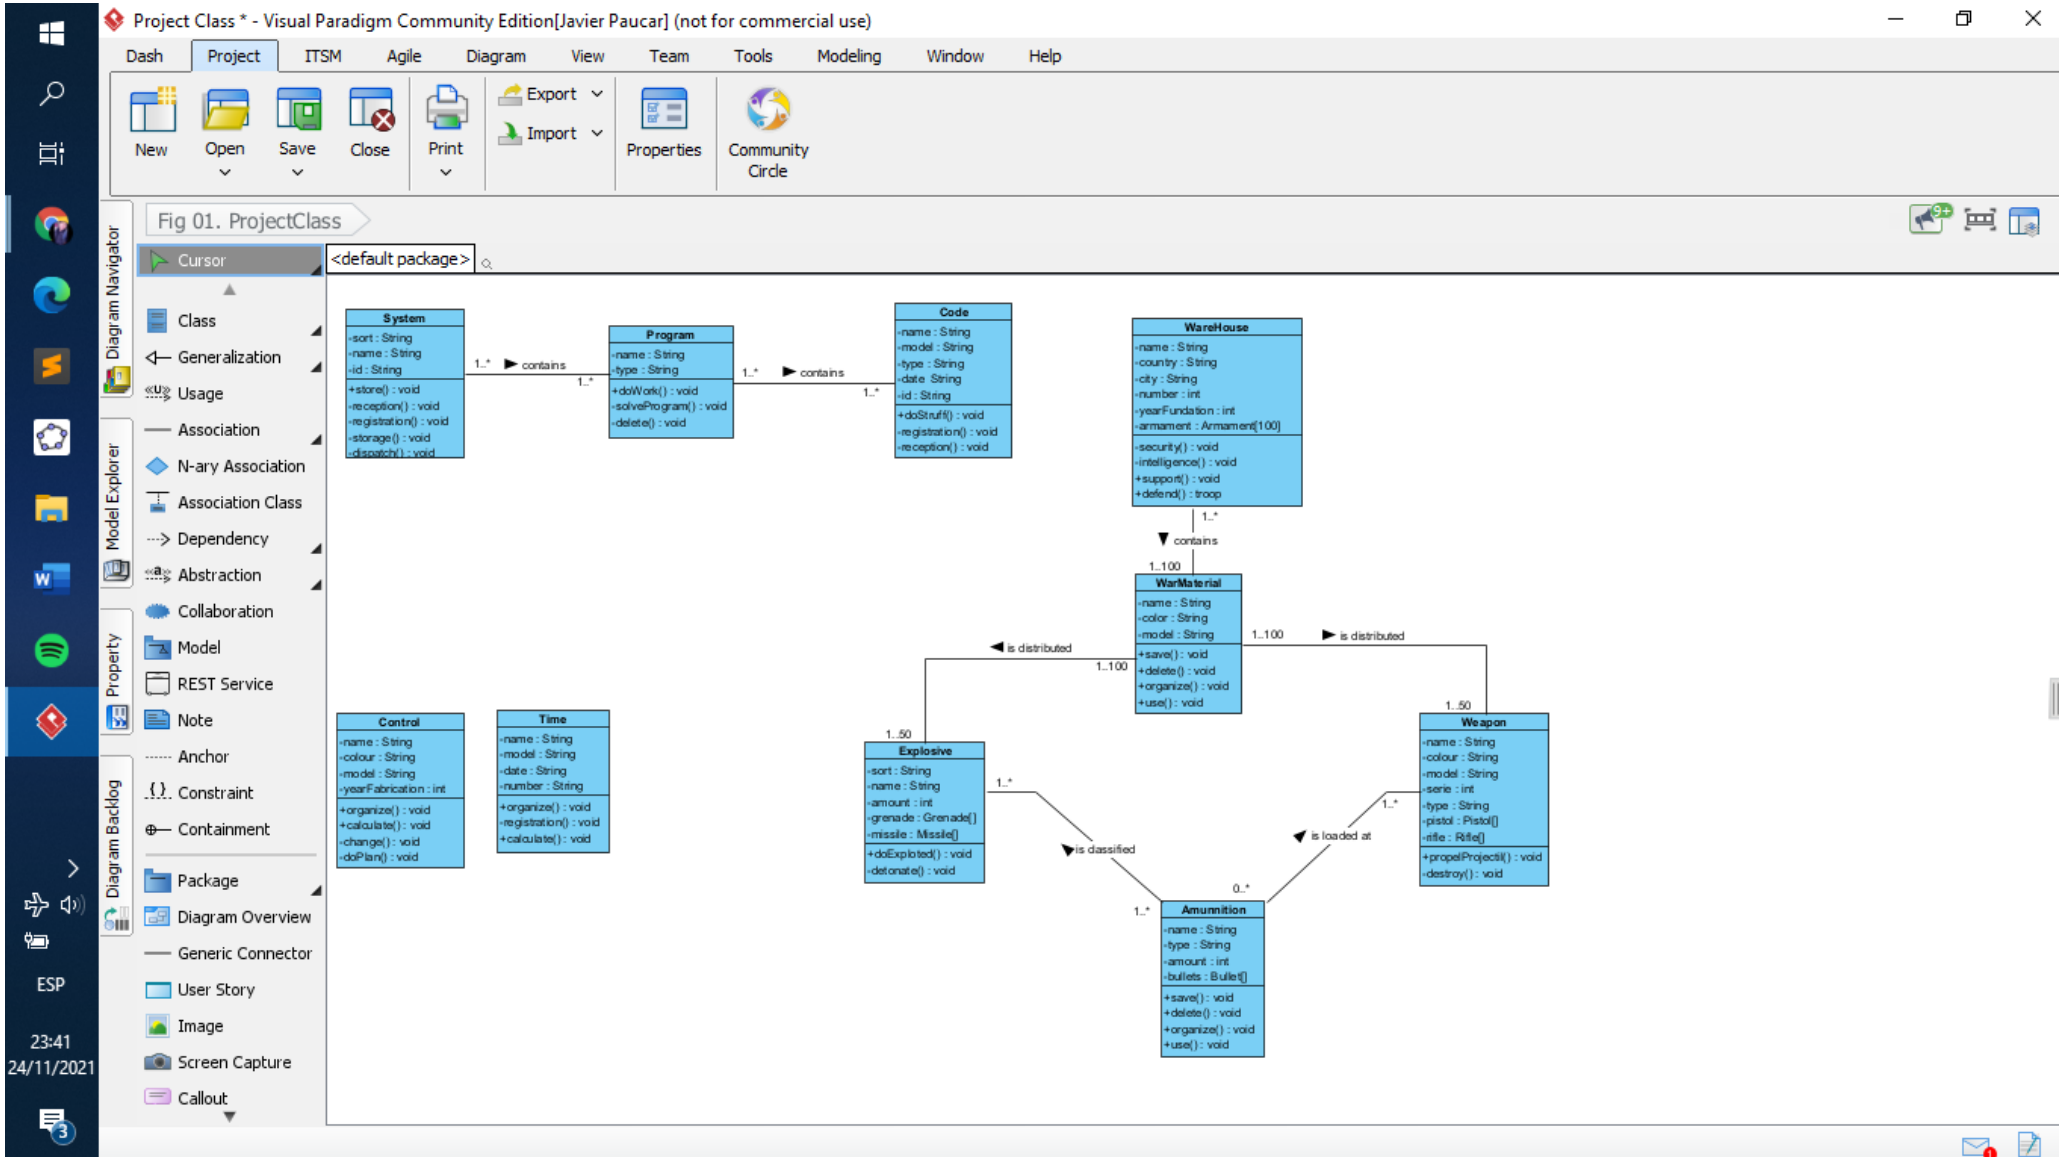 Project Class * - Visual Paradigm Community Edition[Javier Paucar] (not for commercial use)
Dash Project ITSM Agile Diagram View Team Tools Modeling Window Help
New Open Save Close Print Export Import Properties Community Circle
Fig 01. ProjectClass
9+
Diagram Navigator
Model Explorer
Property
Diagram Backlog
Cursor
Class
Generalization
«U» Usage
Association
N-ary Association
Association Class
Dependency
«a» Abstraction
Collaboration
Model
REST Service
Note
Anchor
{ } Constraint
Containment
Package
Diagram Overview
Generic Connector
User Story
Image
Screen Capture
Callout
<default package>
System
-sort : String
-name : String
-id : String
+store() : void
-reception() : void
-registration() : void
-storage() : void
-dispatch() : void
1..* contains
1..*
Program
-name : String
-type : String
+doWork() : void
-solveProgram() : void
-delete() : void
1..* contains
1..*
Code
-name : String
-model : String
-type : String
-date String
-id : String
+doStruff() : void
-registration() : void
-reception() : void
WareHouse
-name : String
-country : String
-city : String
-number : int
-yearFundation : int
-armament : Armament[100]
-security() : void
-intelligence() : void
+support() : void
+defend() : troop
1..*
contains
1..100
WarMaterial
-name : String
-color : String
-model : String
+save() : void
+delete() : void
+organize() : void
+use() : void
is distributed
1..100
1..50
1..100 is distributed
1..50
Control
-name : String
-colour : String
-model : String
-yearFabrication : int
+organize() : void
+calculate() : void
-change() : void
-doPlan() : void
Time
-name : String
-model : String
-date : String
-number : String
+organize() : void
-registration() : void
+calculate() : void
Explosive
-sort : String
-name : String
-amount : int
-grenade : Grenade[]
-missile : Missile[]
+doExploted() : void
-detonate() : void
1..*
is classified
1..*
Weapon
-name : String
-colour : String
-model : String
-serie : int
-type : String
-pistol : Pistol[]
-rifle : Rifle[]
+propelProjectil() : void
-destroy() : void
1..*
is loaded at
0..*
Amunnition
-name : String
-type : String
-amount : int
-bullets : Bullet[]
+save() : void
+delete() : void
+organize() : void
+use() : void
W
ESP
23:41
24/11/2021
3
1